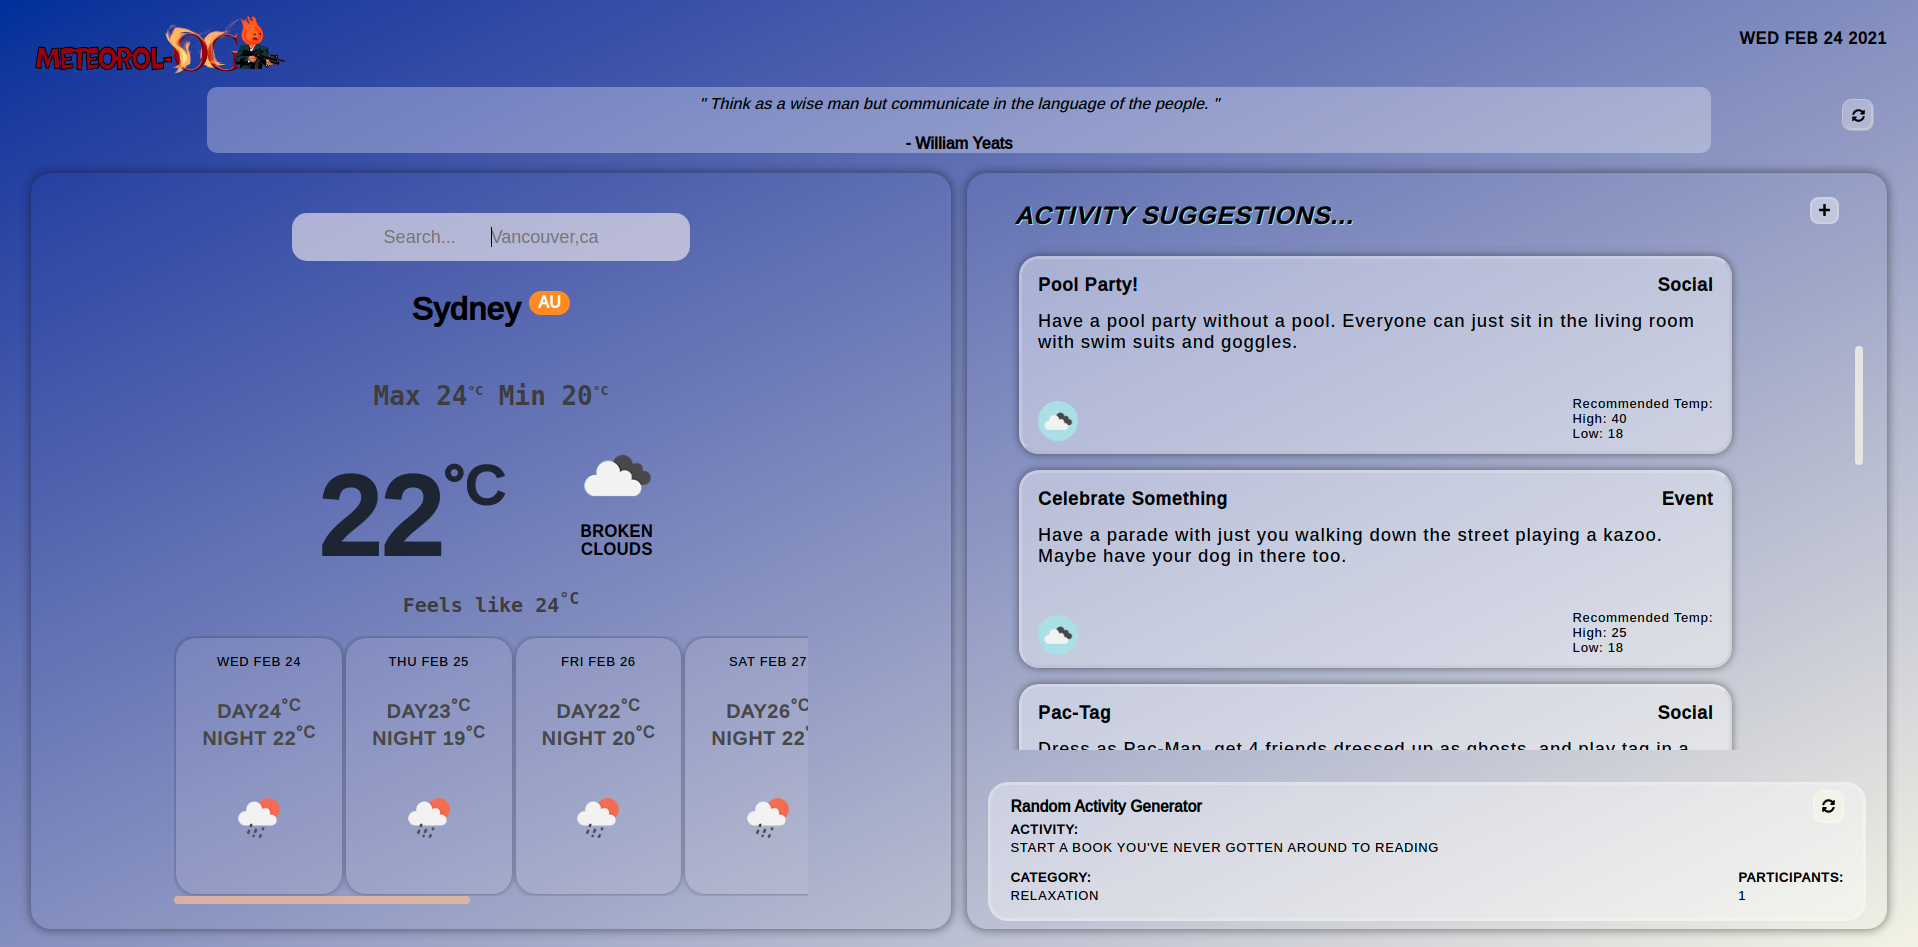 METEOROL-OG
WED FEB 24 2021
" Think as a wise man but communicate in the language of the people. "
- William Yeats
Search... Vancouver,ca
Sydney AU
Max 24°C Min 20°C
22°C
BROKEN
CLOUDS
Feels like 24°C
WED FEB 24
DAY24°C
NIGHT 22°C
THU FEB 25
DAY23°C
NIGHT 19°C
FRI FEB 26
DAY22°C
NIGHT 20°C
SAT FEB 27
DAY26°C
NIGHT 22°
ACTIVITY SUGGESTIONS...
+
Pool Party! Social
Have a pool party without a pool. Everyone can just sit in the living room
with swim suits and goggles.
Recommended Temp:
High: 40
Low: 18
Celebrate Something Event
Have a parade with just you walking down the street playing a kazoo.
Maybe have your dog in there too.
Recommended Temp:
High: 25
Low: 18
Pac-Tag Social
Dress as Pac-Man, get 4 friends dressed up as ghosts, and play tag in a
Random Activity Generator
ACTIVITY:
START A BOOK YOU'VE NEVER GOTTEN AROUND TO READING
CATEGORY:
RELAXATION
PARTICIPANTS:
1